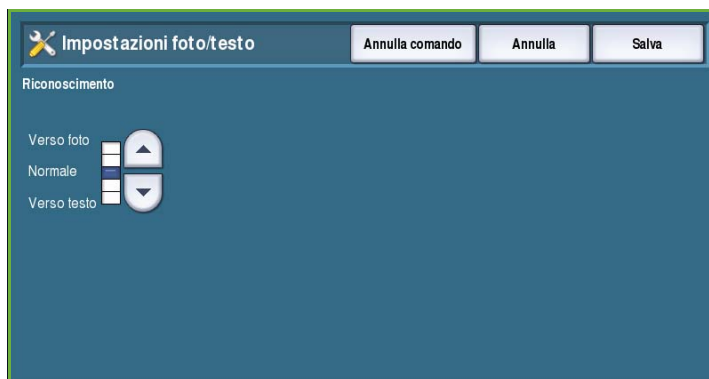 Impostazioni foto/testo
Annulla comando
Annulla
Salva
Riconoscimento
Verso foto
Normale
Verso testo